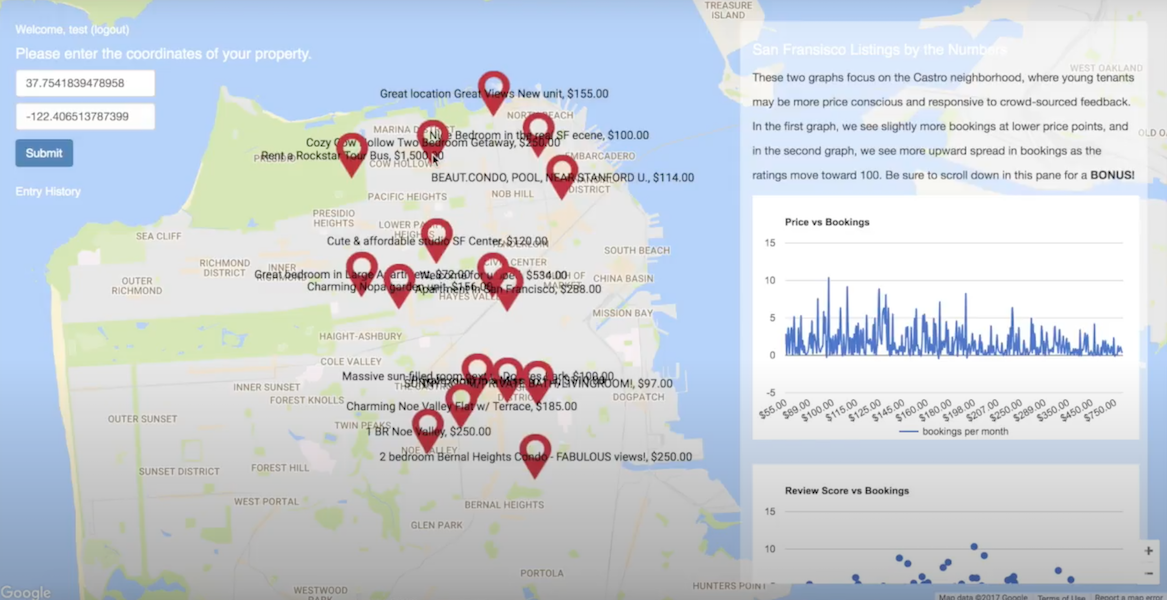 TREASURE
ISLAND
Welcome, test (logout)
Please enter the coordinates of your property.
37.7541839478958
-122.406513787399
Submit
Entry History
San Fransisco Listings by the Numbers
WEST OAKLAND
These two graphs focus on the Castro neighborhood, where young tenants
may be more price conscious and responsive to crowd-sourced feedback.
In the first graph, we see slightly more bookings at lower price points, and
in the second graph, we see more upward spread in bookings as the
ratings move toward 100. Be sure to scroll down in this pane for a BONUS!
Great location Great Views New unit, $155.00
NORTH BEACH
MARINA DISTRICT
Bedroom in the SF ecene, $100.00
Cozy Cow Hollow Two Bedroom Getaway, $250.00
Rent a Rockstar Tour Bus, $1,500.00
EMBARCADERO
COW HOLLOW
BEAUT.CONDO, POOL, NEAR STANFORD U., $114.00
DISTRICT
PACIFIC HEIGHTS
NOB HILL
PRESIDIO
HEIGHTS
LOWER
HEIGHTS
SEA CLIFF
Cute & affordable studio SF Center, $120.00
SOUTH BEACH
RICHMOND
DISTRICT
INNER
CIVIC CENTER
Great bedroom in Large Apartment, $72.00
$534.00
CHINA BASIN
OUTER
RICHMOND
Charming Nopa garden unit, $156.00
Apartment in San Francisco, $288.00
HAYES VALLEY
MISSION BAY
HAIGHT-ASHBURY
COLE VALLEY
Massive sun-filled room next Dolores Park, $100.00
BATH/LIVINGROOM!, $97.00
INNER SUNSET
FOREST KNOLLS
DISTRICT
DOGPATCH
Charming Noe Valley Flat w/ Terrace, $185.00
OUTER SUNSET
TWIN PEAKS
1 BR Noe Valley, $250.00
NOE VALLEY
2 bedroom Bernal Heights Condo - FABULOUS views!, $250.00
SUNSET DISTRICT
FOREST HILL
WEST PORTAL
BERNAL HEIGHTS
GLEN PARK
PORTOLA
HUNTERS POINT
WESTWOOD
PARK
Google
Price vs Bookings
15
10
5
0
-5
$55.00 $89.00 $100.00 $115.00 $125.00 $145.00 $160.00 $180.00 $198.00 $207.00 $250.00 $289.00 $350.00 $450.00 $750.00
bookings per month
Review Score vs Bookings
15
10
+
−
Map data ©2017 Google
Terms of Use
Report a map error